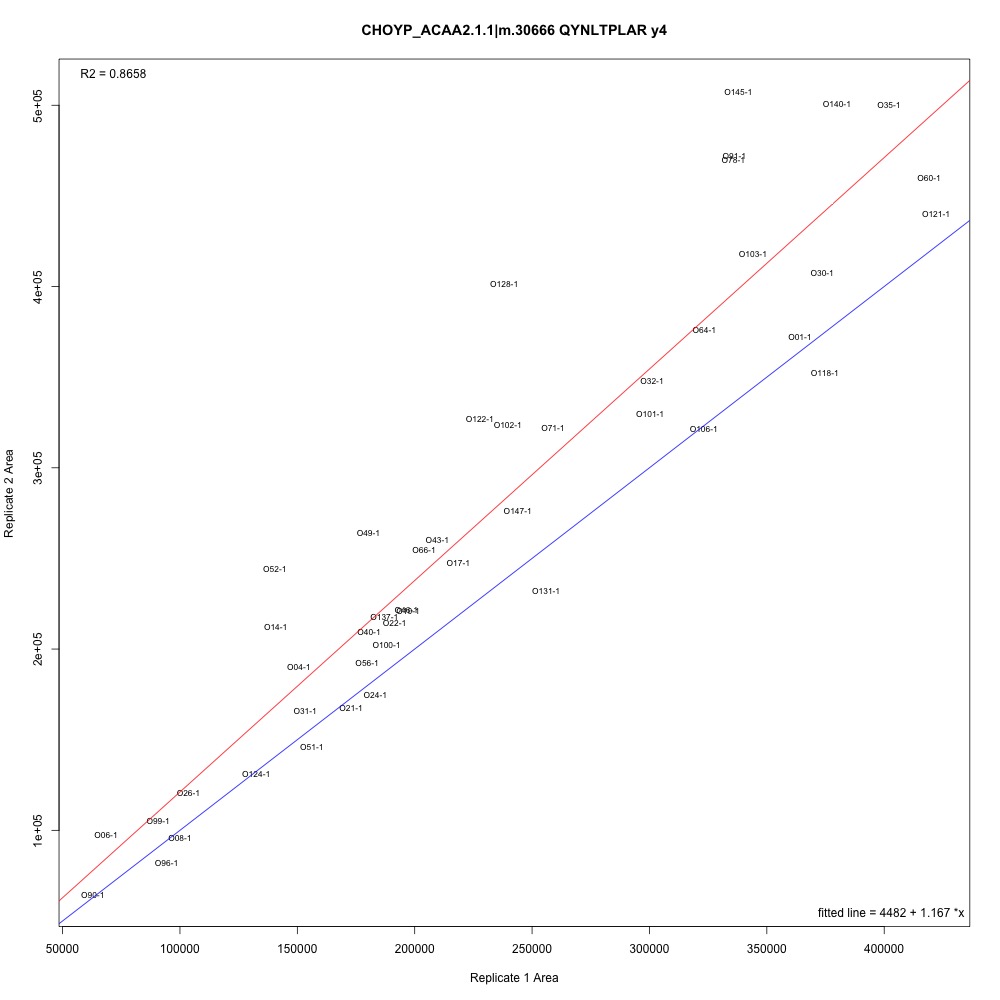 CHOYP_ACAA2.1.1|m.30666 QYNLTPLAR y4
R2 = 0.8658
O145-1
O140-1
O35-1
O91-1
O78-1
O60-1
O121-1
O103-1
O30-1
O128-1
O64-1
O01-1
O118-1
O32-1
O101-1
O122-1
O102-1
O71-1
O106-1
O147-1
O49-1
O43-1
O66-1
O17-1
O52-1
O131-1
O137-1
O22-1
O14-1
O40-1
O100-1
O56-1
O04-1
O24-1
O21-1
O31-1
O51-1
O124-1
O26-1
O99-1
O06-1
O08-1
O96-1
O90-1
fitted line = 4482 + 1.167 *x
5e+05
4e+05
3e+05
2e+05
1e+05
Replicate 2 Area
50000 100000 150000 200000 250000 300000 350000 400000
Replicate 1 Area